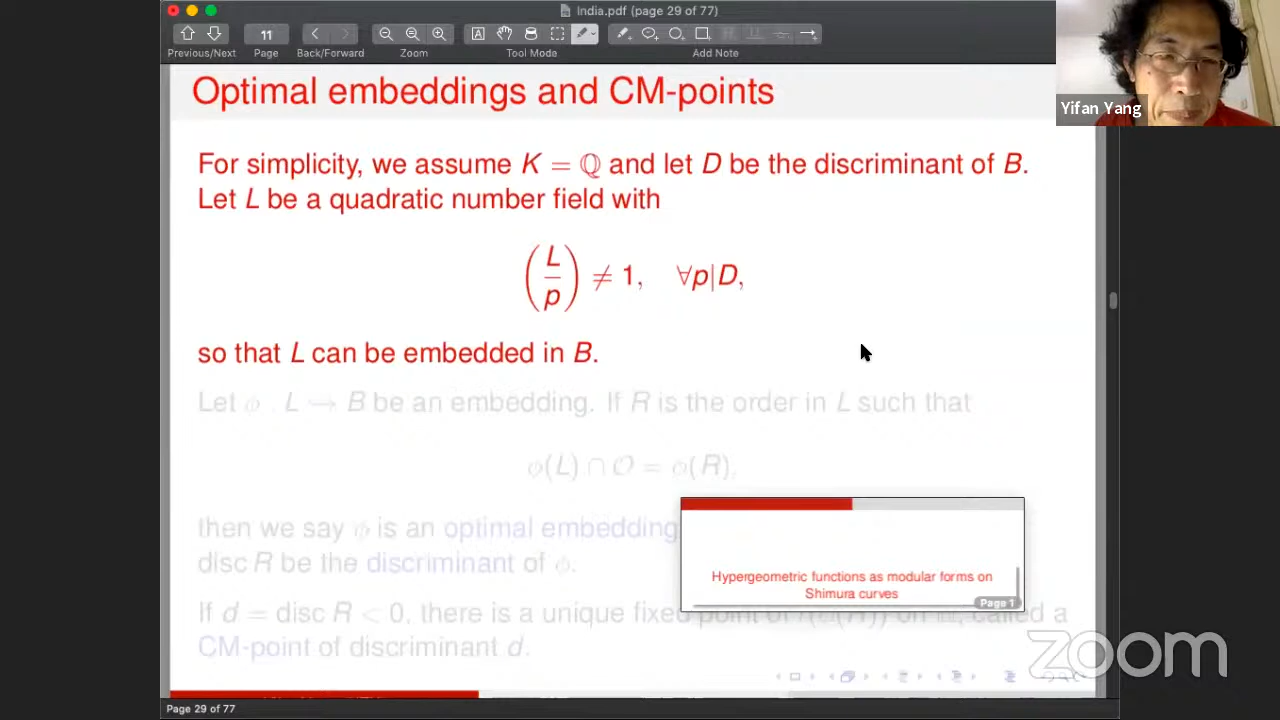 India.pdf (page 29 of 77)
11
Previous/Next Page Back/Forward Zoom Tool Mode Add Note
Yifan Yang
Optimal embeddings and CM-points
For simplicity, we assume K = ℚ and let D be the discriminant of B.
Let L be a quadratic number field with
(L/p) ≠ 1, ∀p|D,
so that L can be embedded in B.
Let φ : L ↪ B be an embedding. If R is the order in L such that
φ(L) ∩ 𝒪 = φ(R),
then we say φ is an optimal embedding
disc R be the discriminant of φ.
If d = disc R < 0, there is a unique fixed point of called a
CM-point of discriminant d.
Hypergeometric functions as modular forms on
Shimura curves
Page 1
zoom
Page 29 of 77